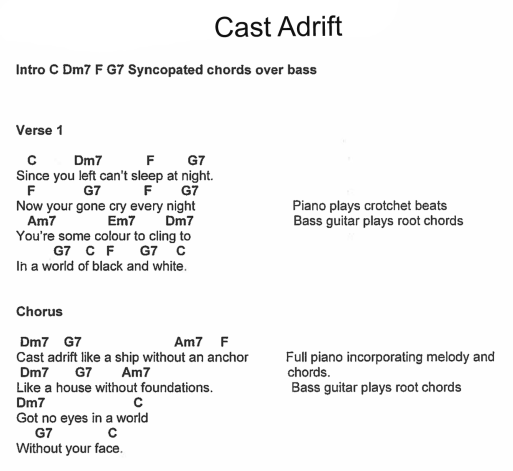 Cast Adrift
Intro C Dm7 F G7 Syncopated chords over bass
Verse 1
C Dm7 F G7
Since you left can't sleep at night.
F G7 F G7
Now your gone cry every night Piano plays crotchet beats
Am7 Em7 Dm7 Bass guitar plays root chords
You're some colour to cling to
G7 C F G7 C
In a world of black and white.
Chorus
Dm7 G7 Am7 F
Cast adrift like a ship without an anchor Full piano incorporating melody and
Dm7 G7 Am7 chords.
Like a house without foundations. Bass guitar plays root chords
Dm7 C
Got no eyes in a world
G7 C
Without your face.